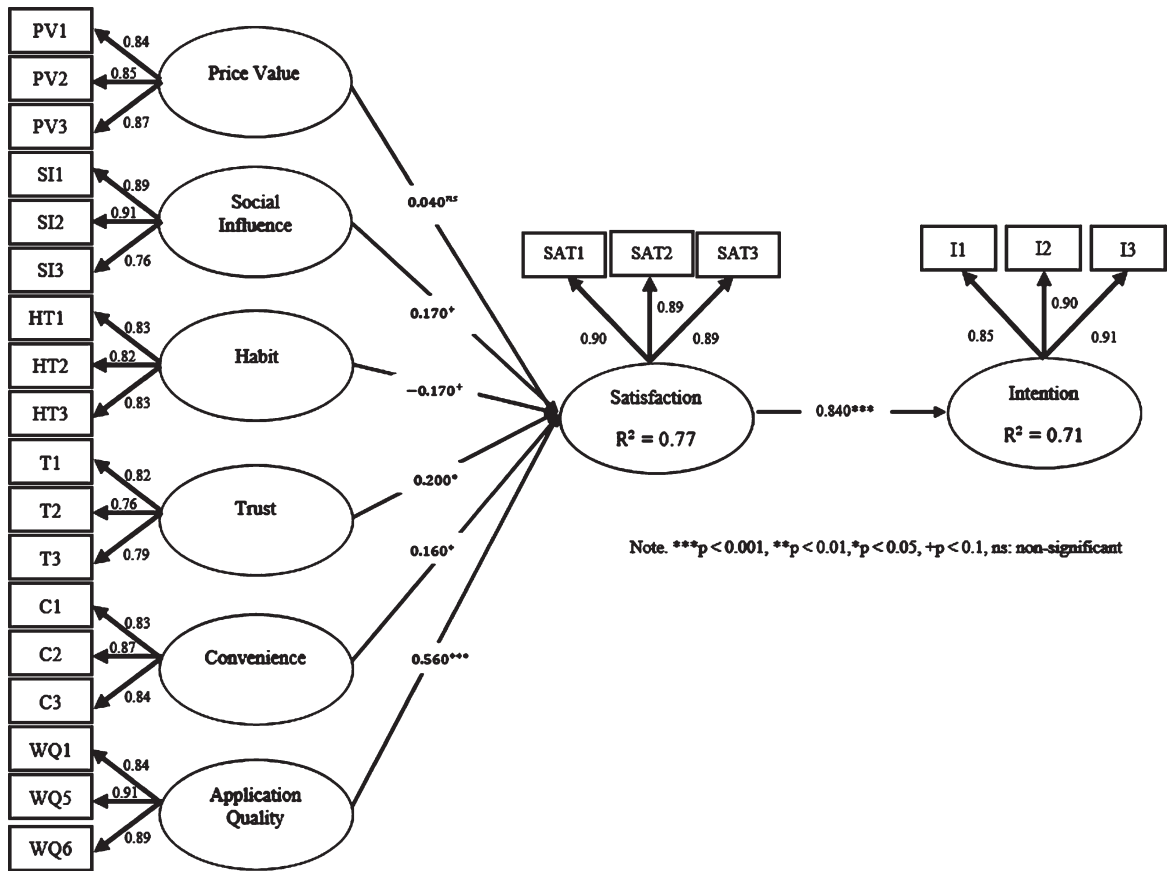 PV1
0.84
PV2
0.85
PV3
0.87
Price Value
SI1
0.89
SI2
0.91
SI3
0.76
Social
Influence
HT1
0.83
HT2
0.82
HT3
0.83
Habit
T1
0.82
T2
0.76
T3
0.79
Trust
C1
0.83
C2
0.87
C3
0.84
Convenience
WQ1
0.84
WQ5
0.91
WQ6
0.89
Application
Quality
0.040ns
0.170+
−0.170+
0.200*
0.160+
0.560***
SAT1
SAT2
SAT3
0.90
0.89
0.89
Satisfaction
R² = 0.77
0.840***
I1
I2
I3
0.85
0.90
0.91
Intention
R² = 0.71
Note. ***p < 0.001, **p < 0.01,*p < 0.05, +p < 0.1, ns: non-significant